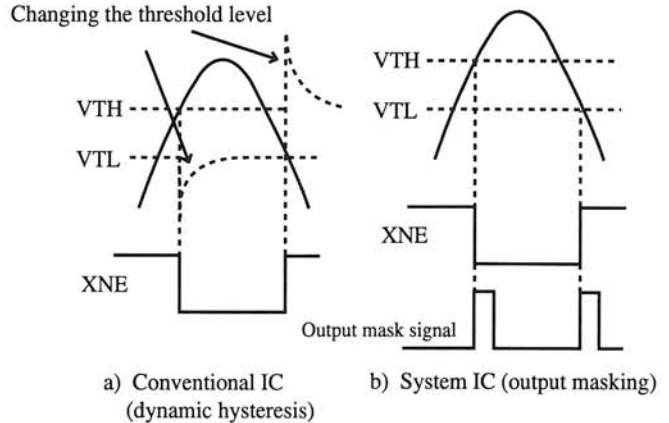 Changing the threshold level
VTH
VTL
XNE
a) Conventional IC
(dynamic hysteresis)
VTH
VTL
XNE
Output mask signal
b) System IC (output masking)